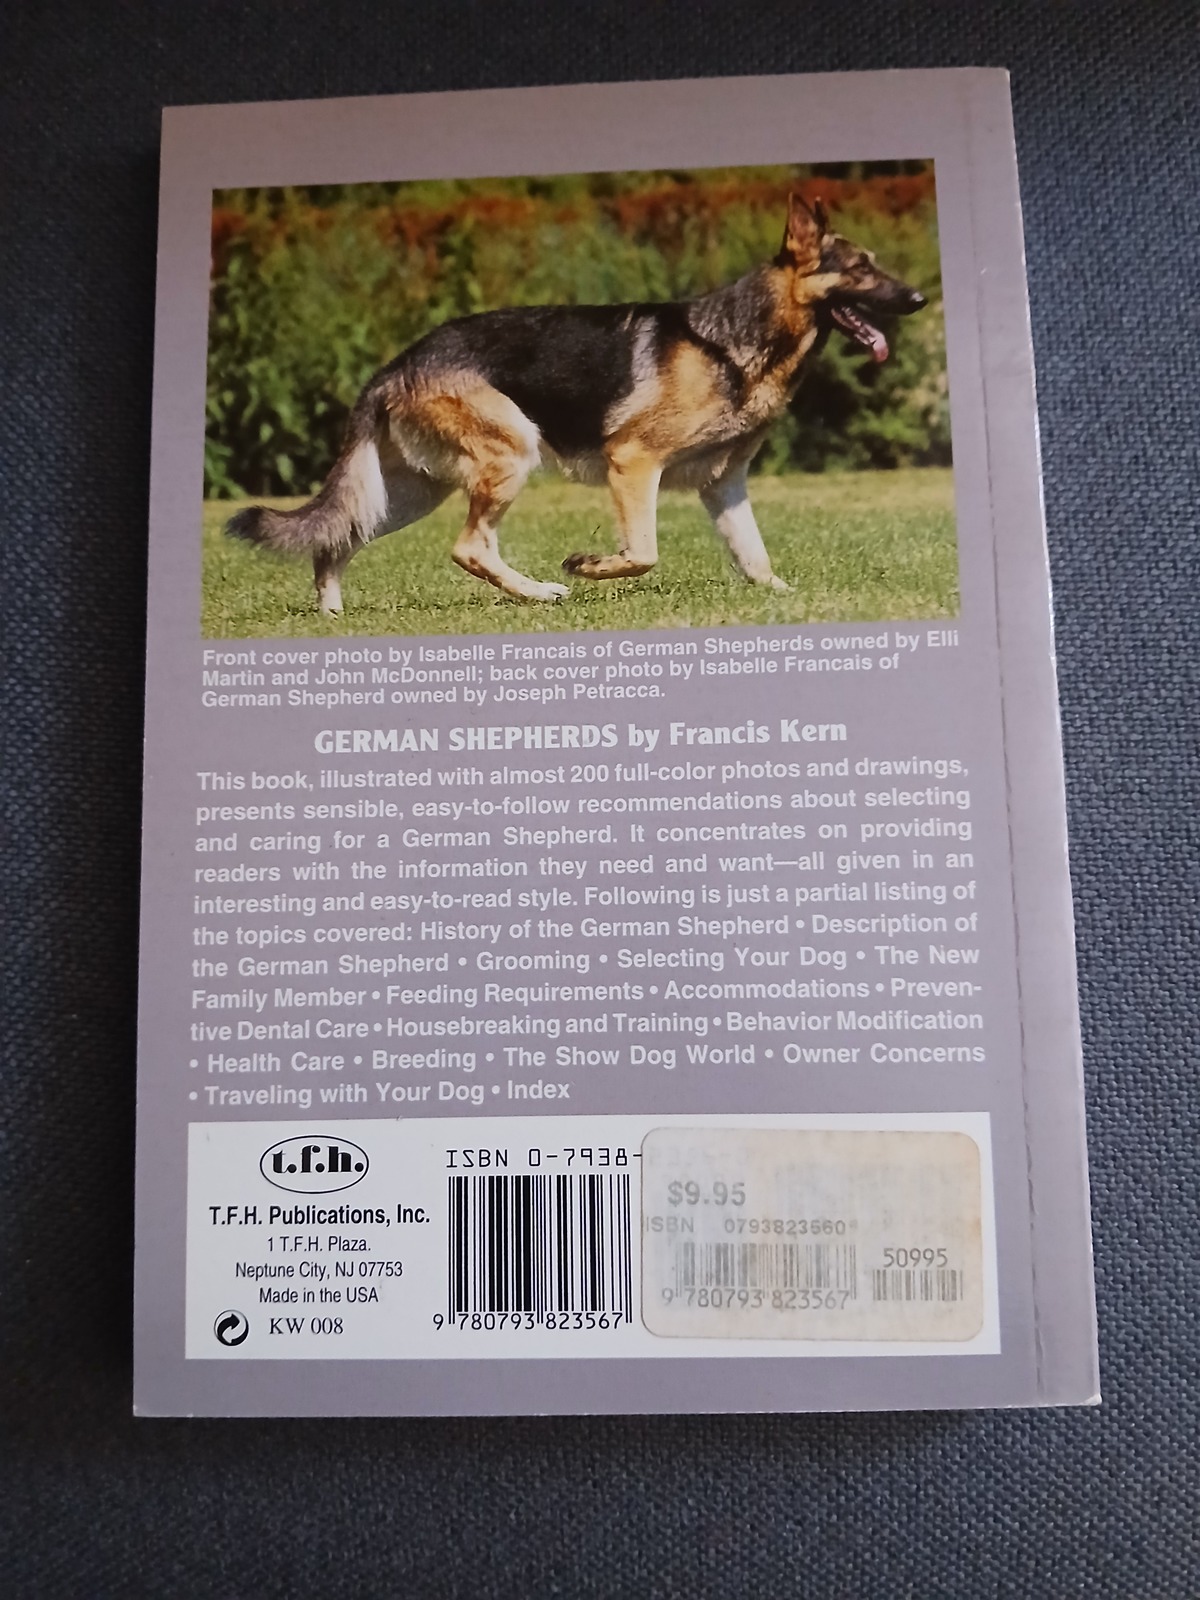 Front cover photo by Isabelle Francais of German Shepherds owned by Elli
Martin and John McDonnell; back cover photo by Isabelle Francais of
German Shepherd owned by Joseph Petracca.
GERMAN SHEPHERDS by Francis Kern
This book, illustrated with almost 200 full-color photos and drawings,
presents sensible, easy-to-follow recommendations about selecting
and caring for a German Shepherd. It concentrates on providing
readers with the information they need and want—all given in an
interesting and easy-to-read style. Following is just a partial listing of
the topics covered: History of the German Shepherd • Description of
the German Shepherd • Grooming • Selecting Your Dog • The New
Family Member • Feeding Requirements • Accommodations • Preven-
tive Dental Care • Housebreaking and Training • Behavior Modification
• Health Care • Breeding • The Show Dog World • Owner Concerns
• Traveling with Your Dog • Index
t.f.h.
T.F.H. Publications, Inc.
1 T.F.H. Plaza.
Neptune City, NJ 07753
Made in the USA
KW 008
ISBN 0-7938-
9 780793 823567
$9.95
ISBN 0793823560
50995
9 780793 823567